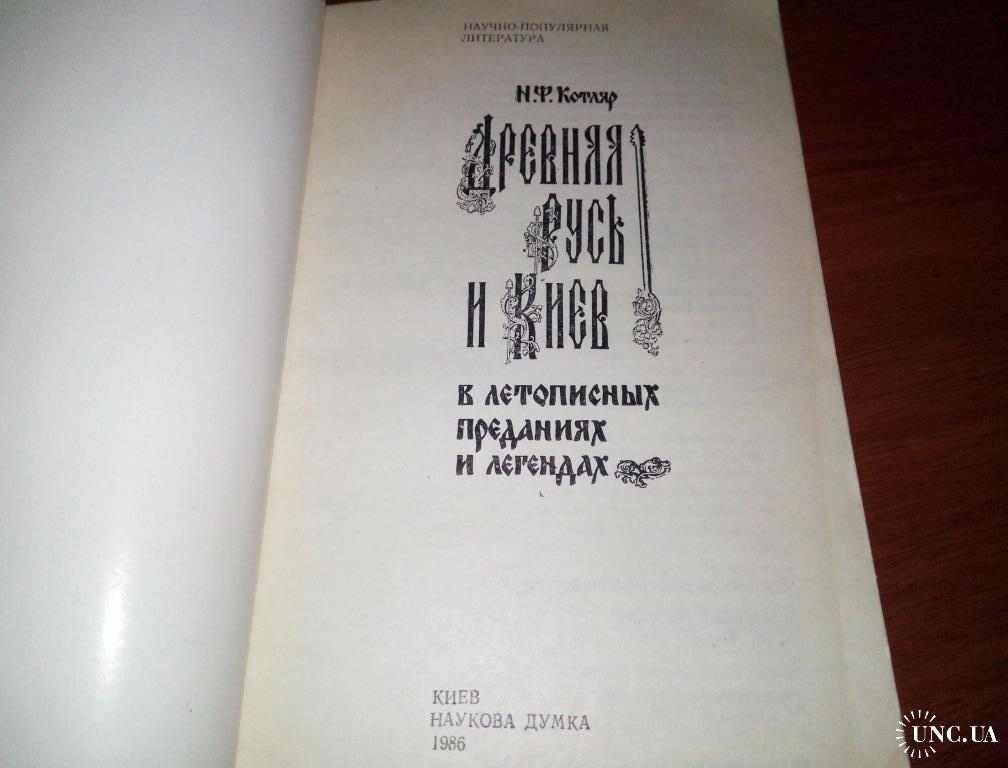 НАУЧНО-ПОПУЛЯРНАЯ
ЛИТЕРАТУРА
Н.Ф. Котляр
Древняя
Русь
и Киев
в летописных
преданиях
и легендах
КИЕВ
НАУКОВА ДУМКА
1986
UNC.UA